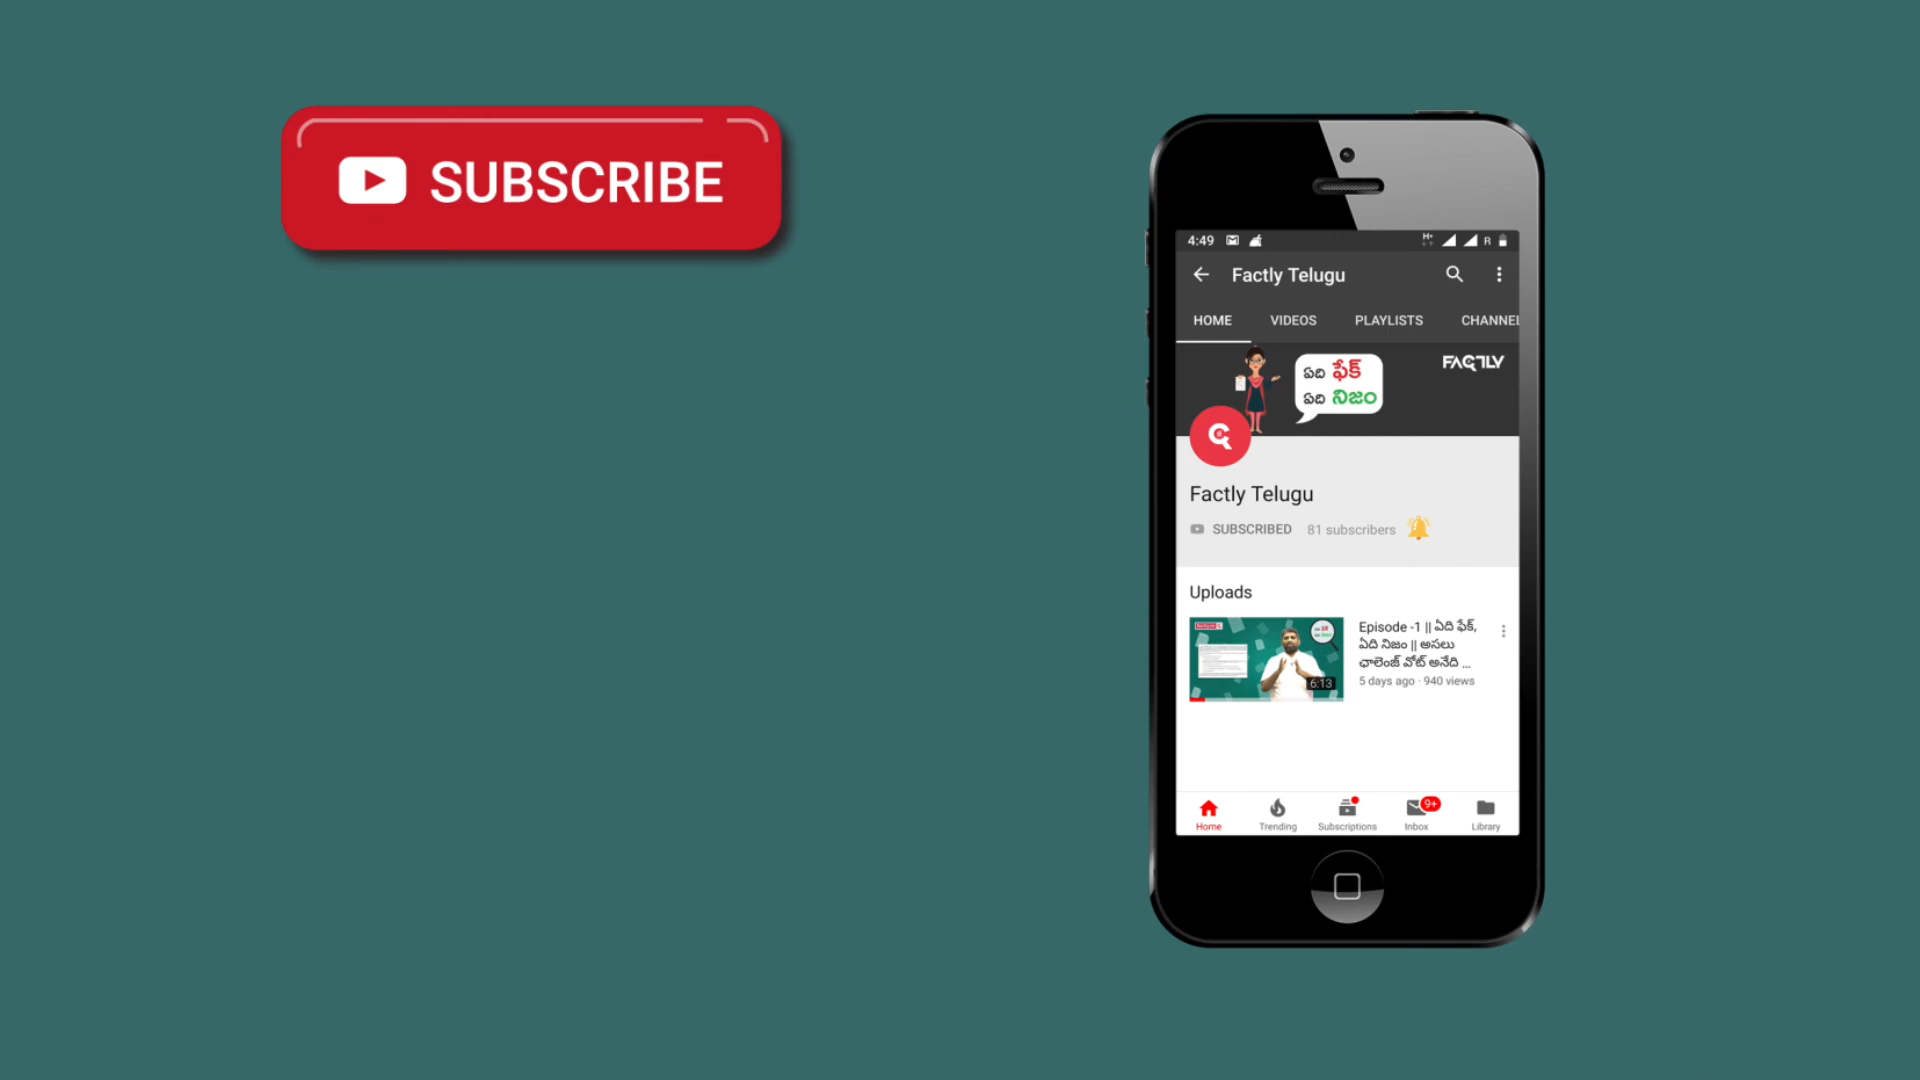 SUBSCRIBE
4:49
H+
R
Factly Telugu
HOME VIDEOS PLAYLISTS CHANNEL
ఏది ఫేక్
ఏది నిజం
FACTLY
Factly Telugu
SUBSCRIBED 81 subscribers
Uploads
Episode -1 || ఏది ఫేక్,
ఏది నిజం || అసలు
ఛాలెంజ్ వోట్ అనేది ...
5 days ago · 940 views
6:13
9+
Home Trending Subscriptions Inbox Library